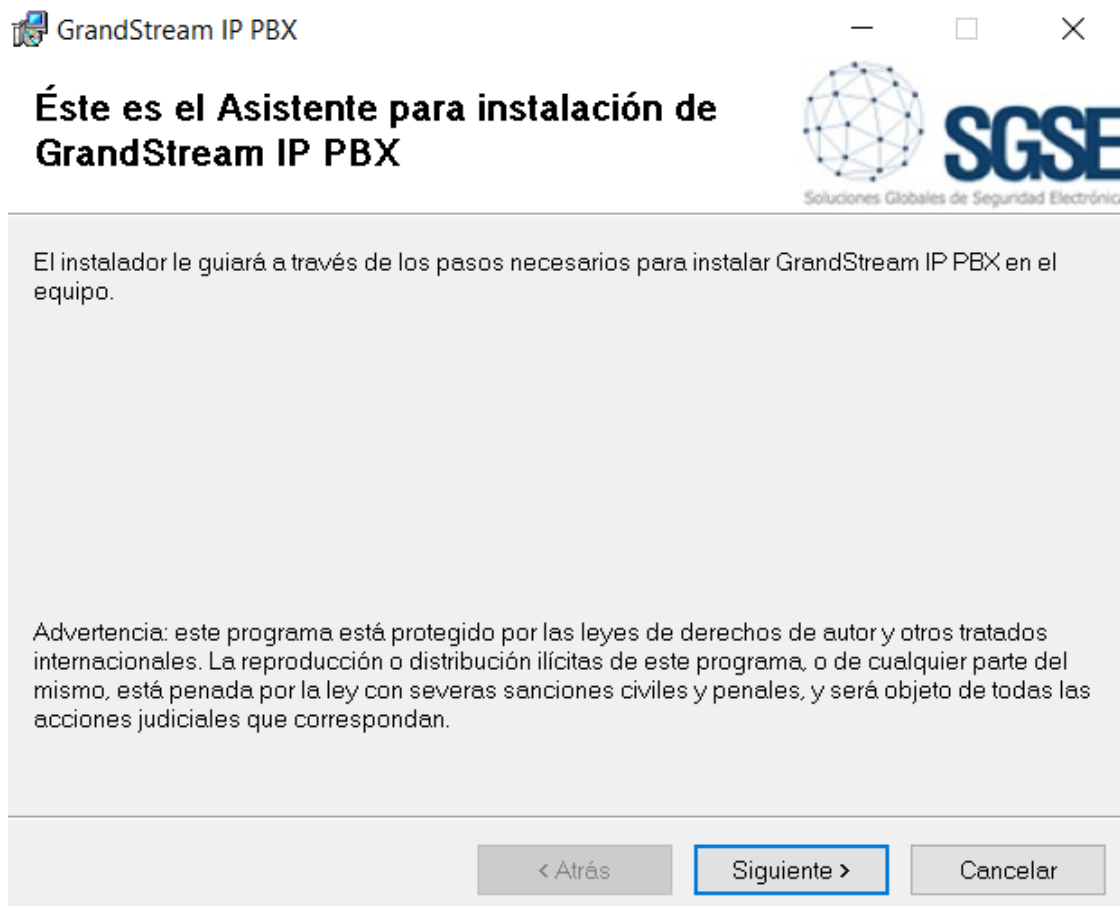 GrandStream IP PBX
Éste es el Asistente para instalación de
GrandStream IP PBX
SGSE
Soluciones Globales de Seguridad Electrónica
El instalador le guiará a través de los pasos necesarios para instalar GrandStream IP PBX en el
equipo.
Advertencia: este programa está protegido por las leyes de derechos de autor y otros tratados
internacionales. La reproducción o distribución ilícitas de este programa, o de cualquier parte del
mismo, está penada por la ley con severas sanciones civiles y penales, y será objeto de todas las
acciones judiciales que correspondan.
< Atrás
Siguiente >
Cancelar